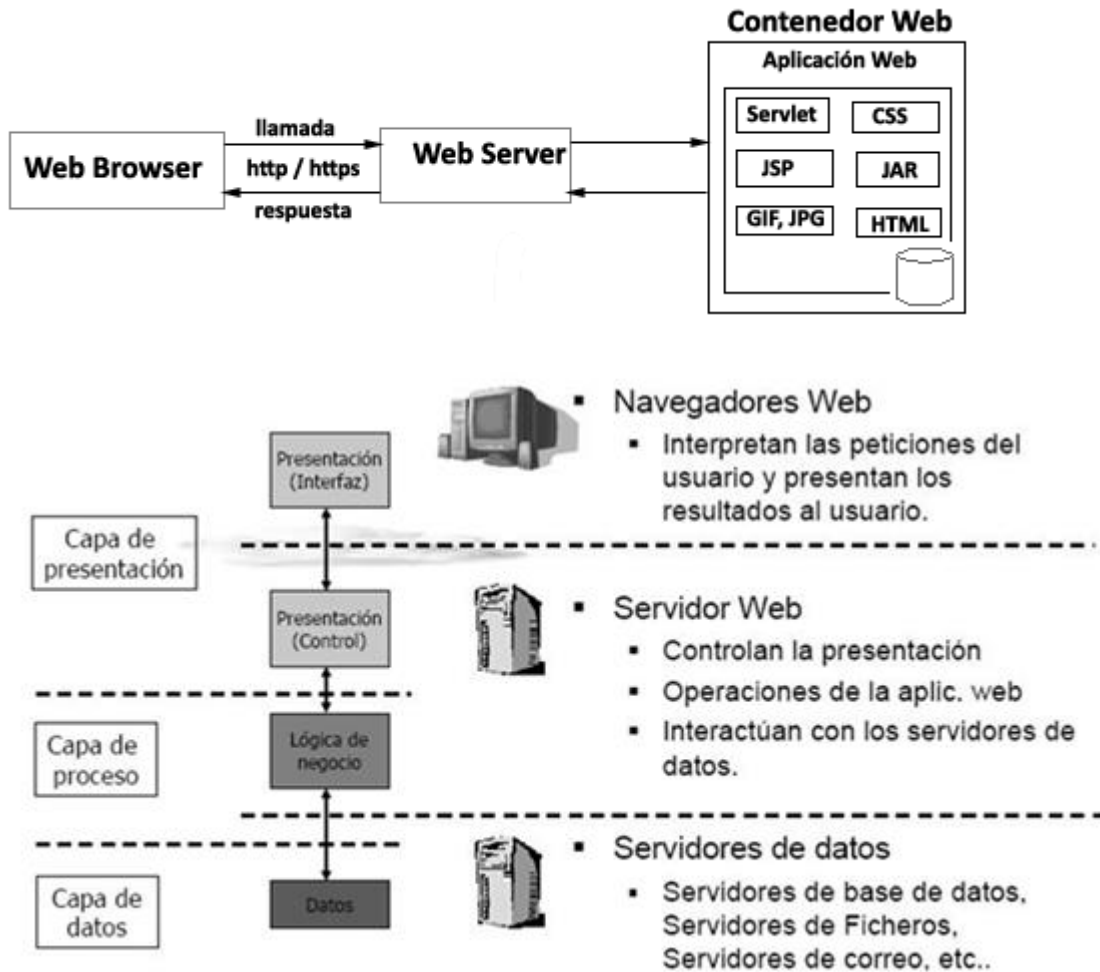 Contenedor Web
Aplicación Web
Servlet
CSS
JSP
JAR
GIF, JPG
HTML
Web Browser
llamada
http / https
respuesta
Web Server
Presentación
(Interfaz)
▪ Navegadores Web
▪ Interpretan las peticiones del
usuario y presentan los
resultados al usuario.
Capa de
presentación
Presentación
(Control)
▪ Servidor Web
▪ Controlan la presentación
▪ Operaciones de la aplic. web
▪ Interactúan con los servidores de
datos.
Capa de
proceso
Lógica de
negocio
Capa de
datos
Datos
▪ Servidores de datos
▪ Servidores de base de datos,
Servidores de Ficheros,
Servidores de correo, etc..